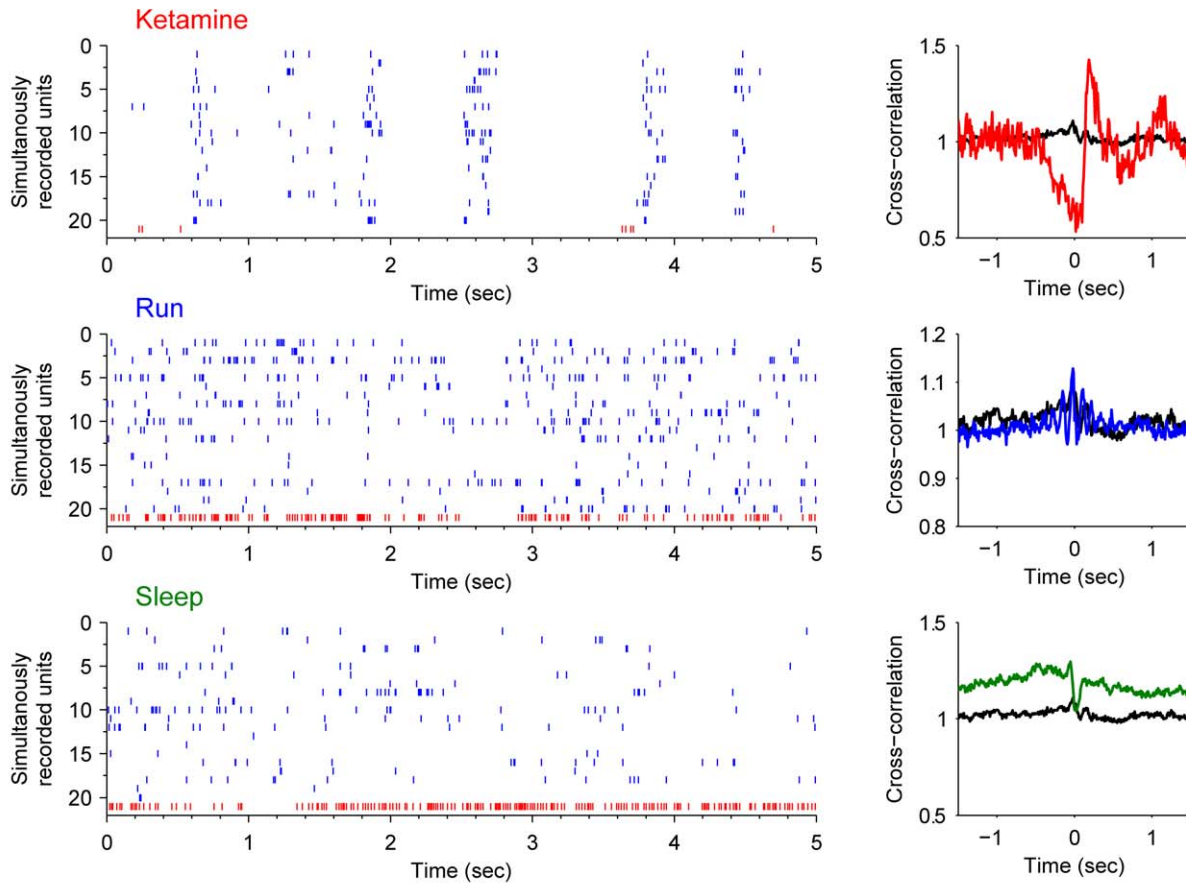 Ketamine
Simultanously
recorded units
0
5
10
15
20
0
1
2
3
4
5
Time (sec)
Cross−correlation
1.5
1
0.5
−1
0
1
Time (sec)
Run
Simultanously
recorded units
0
5
10
15
20
0
1
2
3
4
5
Time (sec)
Cross−correlation
1.2
1.1
1
0.9
0.8
−1
0
1
Time (sec)
Sleep
Simultanously
recorded units
0
5
10
15
20
0
1
2
3
4
5
Time (sec)
Cross−correlation
1.5
1
0.5
−1
0
1
Time (sec)